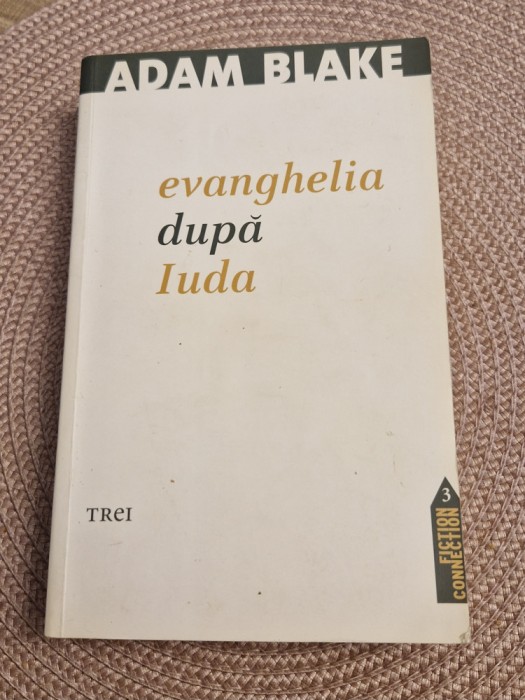 ADAM BLAKE
evanghelia
după
Iuda
TREI
3
FICTION
CONNECTION